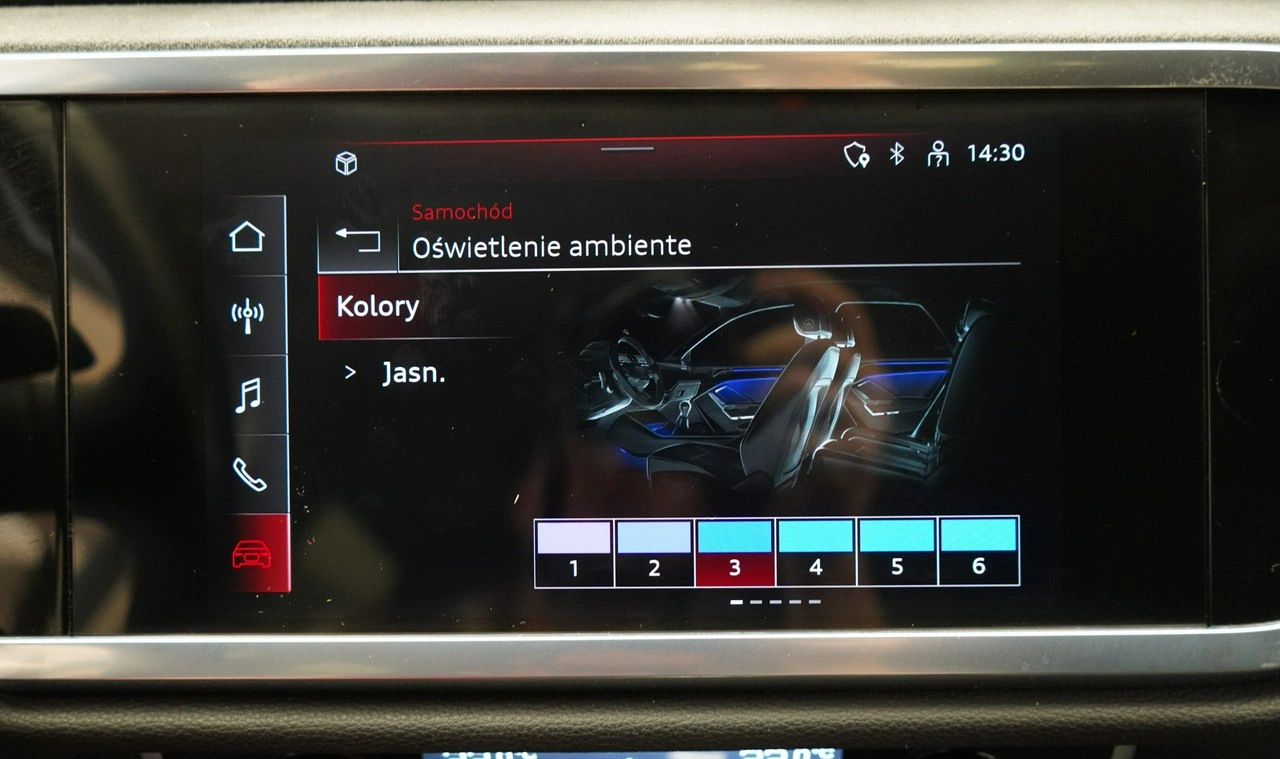 14:30
Samochód
Oświetlenie ambiente
Kolory
> Jasn.
1 2 3 4 5 6